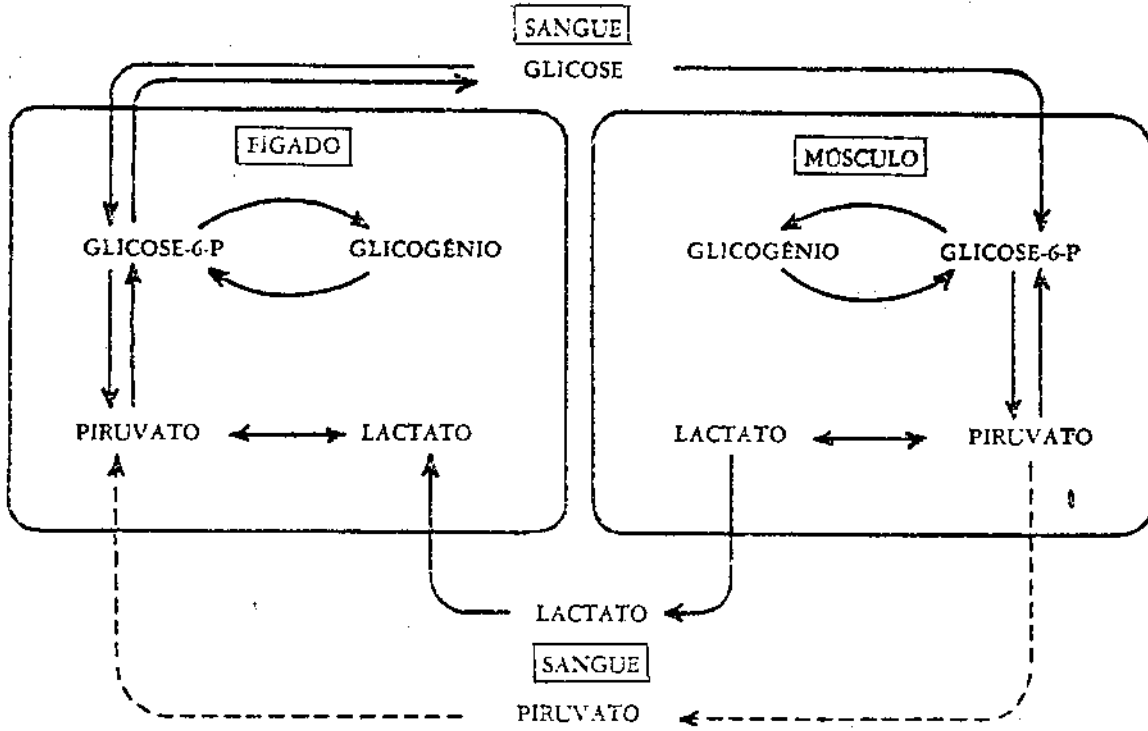 SANGUE
GLICOSE
FÍGADO
MÚSCULO
GLICOSE-6-P
GLICOGÊNIO
GLICOGÊNIO
GLICOSE-6-P
PIRUVATO
LACTATO
LACTATO
PIRUVATO
LACTATO
SANGUE
PIRUVATO